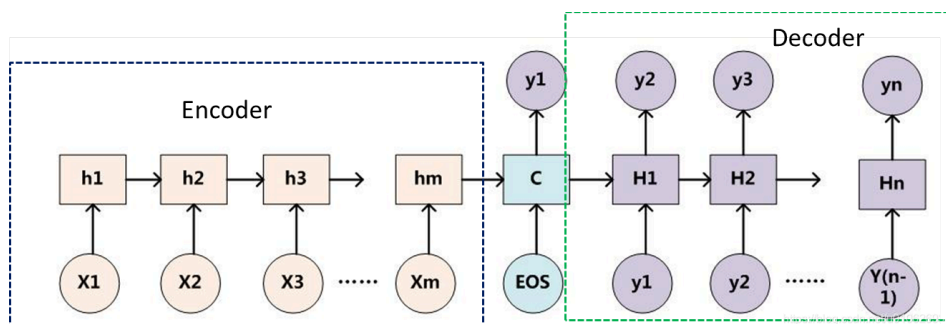 Decoder
Encoder
y1 y2 y3 yn
h1 h2 h3 hm C H1 H2 Hn
X1 X2 X3 ······ Xm EOS y1 y2 ······ Y(n-
1)